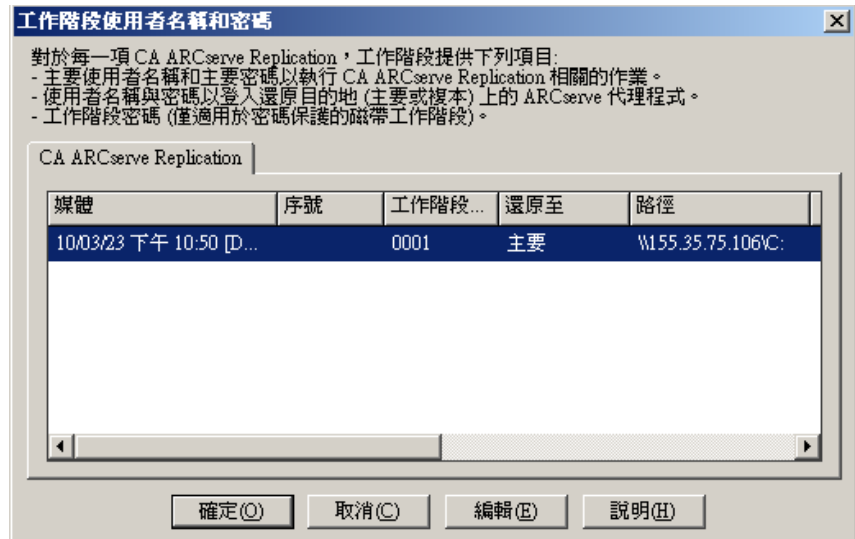 工作階段使用者名稱和密碼
對於每一項 CA ARCserve Replication，工作階段提供下列項目:
- 主要使用者名稱和主要密碼以執行 CA ARCserve Replication 相關的作業。
- 使用者名稱與密碼以登入還原目的地 (主要或複本) 上的 ARCserve 代理程式。
- 工作階段密碼 (僅適用於密碼保護的磁帶工作階段)。
CA ARCserve Replication
媒體 序號 工作階段... 還原至 路徑
10/03/23 下午 10:50 [D... 0001 主要 \\155.35.75.106\C:
確定(O) 取消(C) 編輯(E) 說明(H)